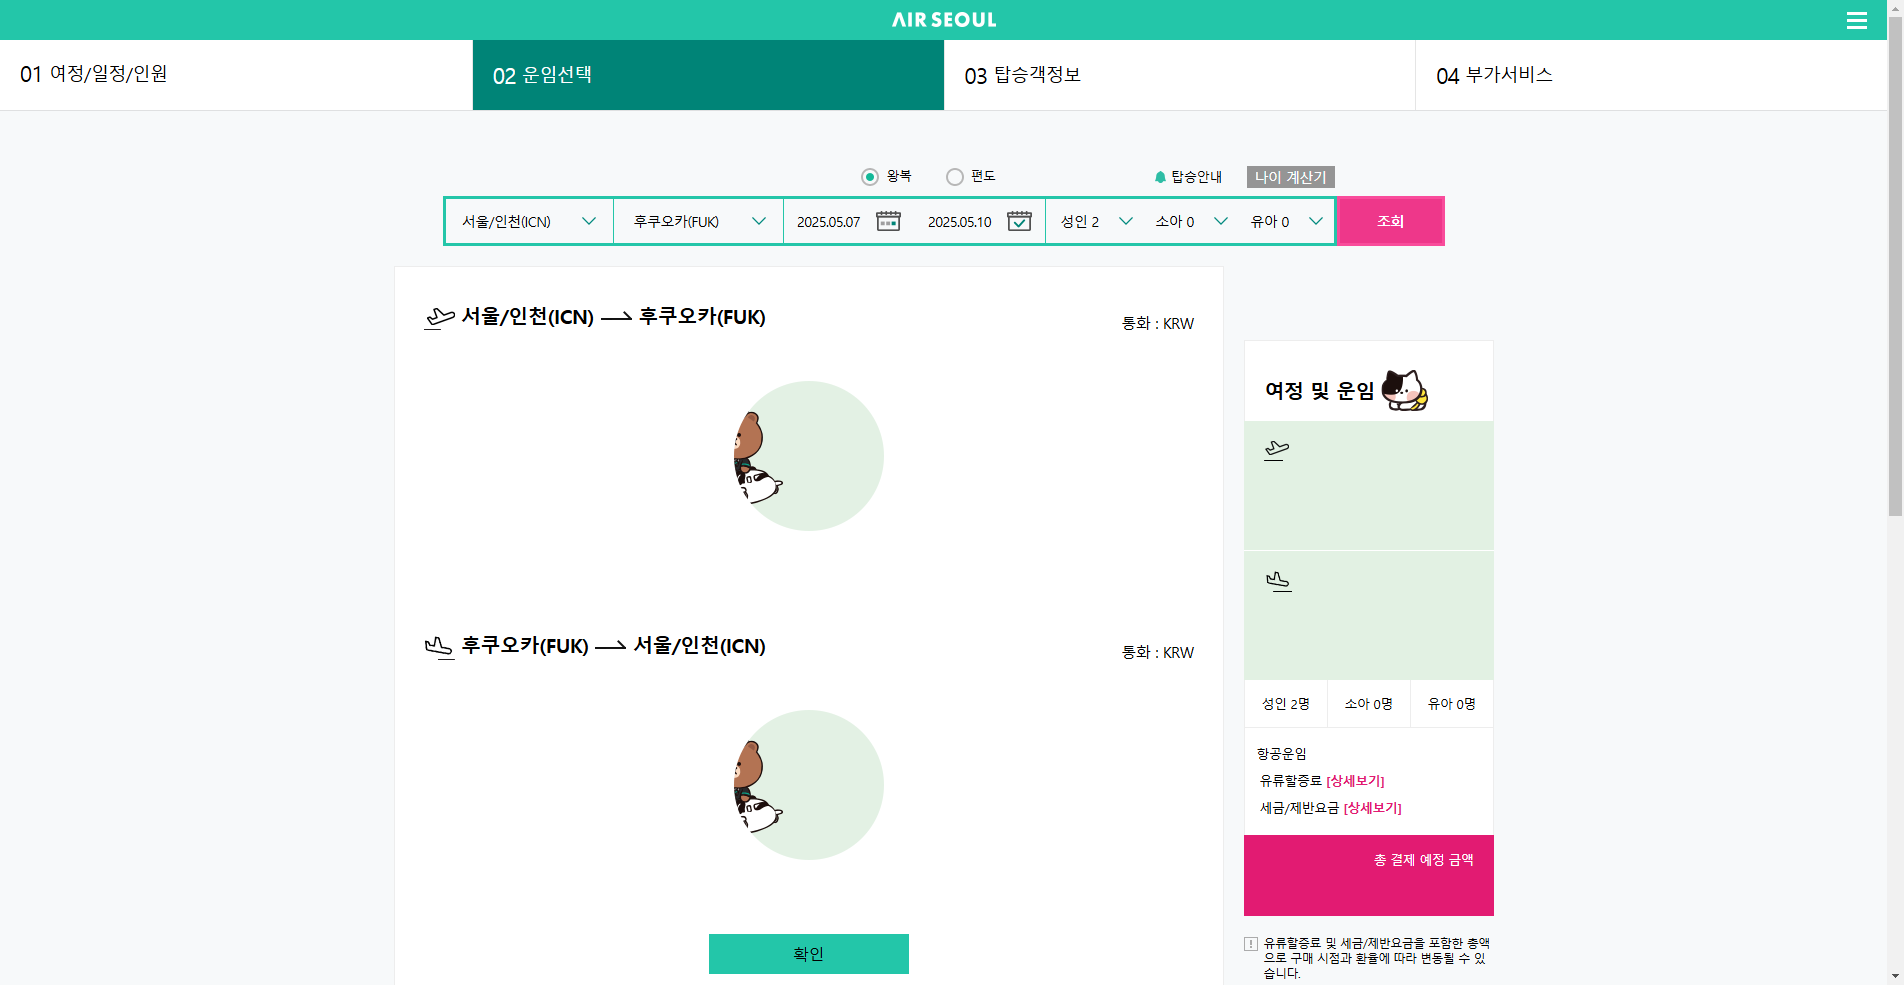 AIR SEOUL
01 여정/일정/인원
02 운임선택
03 탑승객정보
04 부가서비스
왕복
편도
탑승안내
나이 계산기
서울/인천(ICN)
후쿠오카(FUK)
2025.05.07
2025.05.10
성인 2
소아 0
유아 0
조회
서울/인천(ICN) → 후쿠오카(FUK)
통화 : KRW
여정 및 운임
후쿠오카(FUK) → 서울/인천(ICN)
통화 : KRW
성인 2명
소아 0명
유아 0명
항공운임
유류할증료 [상세보기]
세금/제반요금 [상세보기]
총 결제 예정 금액
확인
유류할증료 및 세금/제반요금을 포함한 총액
으로 구매 시점과 환율에 따라 변동될 수 있
습니다.